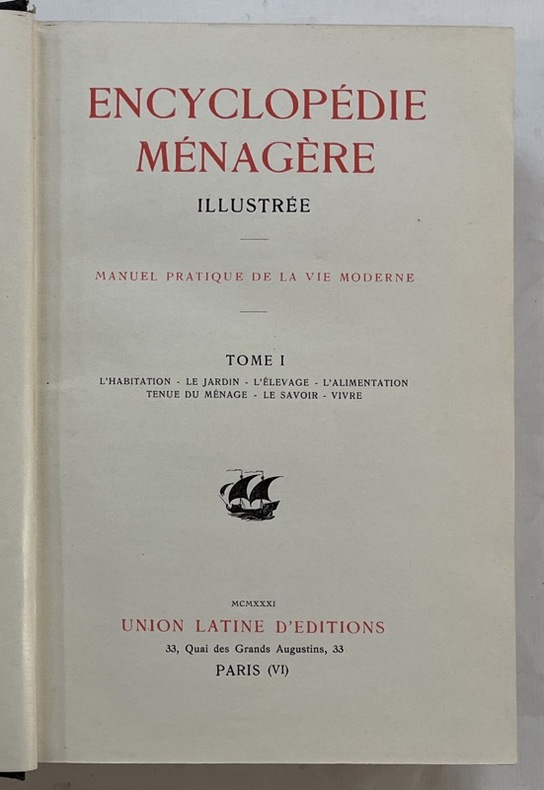 ENCYCLOPÉDIE
MÉNAGÈRE
ILLUSTRÉE
MANUEL PRATIQUE DE LA VIE MODERNE
TOME I
L'HABITATION - LE JARDIN - L'ÉLEVAGE - L'ALIMENTATION
TENUE DU MÉNAGE - LE SAVOIR - VIVRE
MCMXXXI
UNION LATINE D'EDITIONS
33, Quai des Grands Augustins, 33
PARIS (VI)